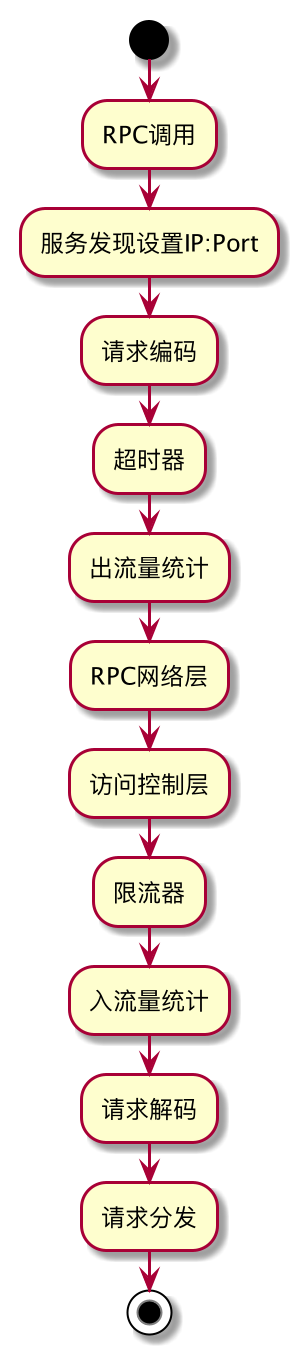 RPC调用
服务发现设置IP:Port
请求编码
超时器
出流量统计
RPC网络层
访问控制层
限流器
入流量统计
请求解码
请求分发